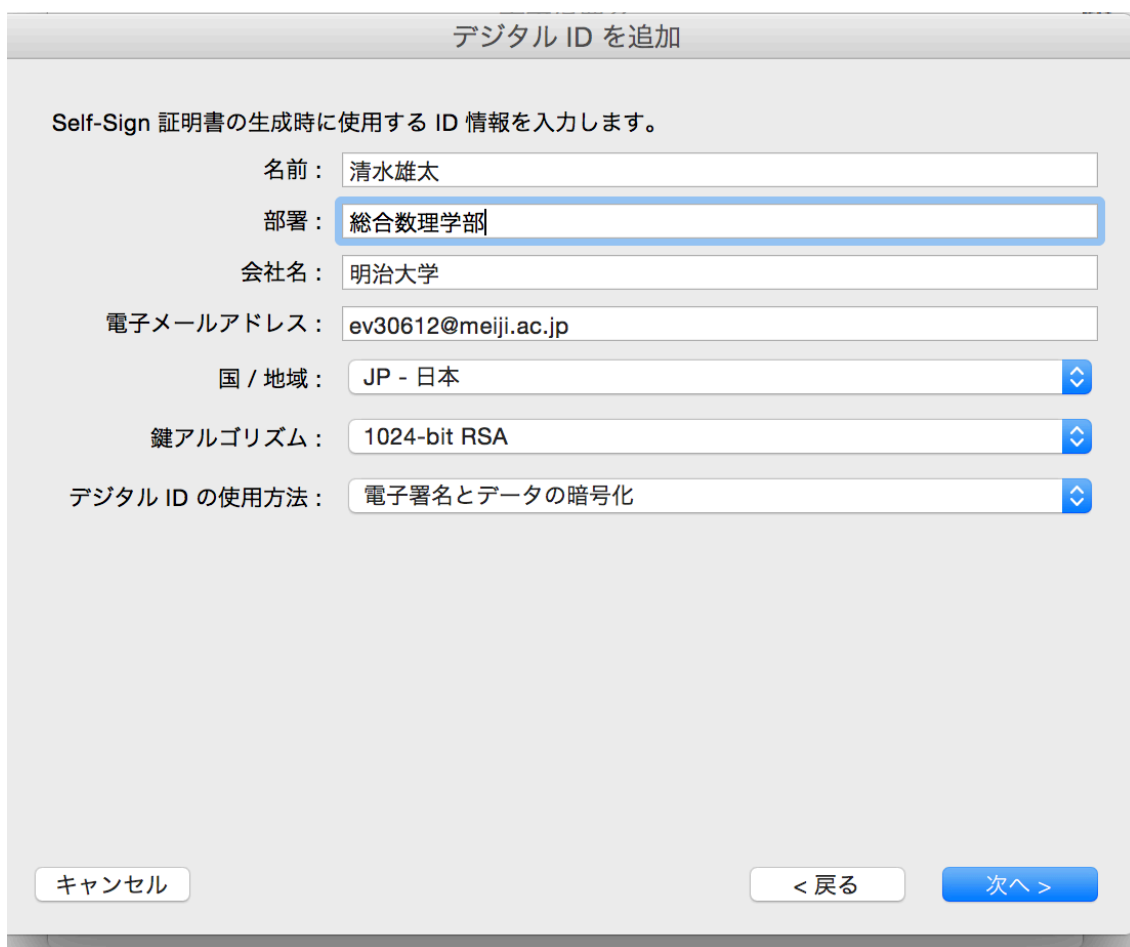 デジタル ID を追加
Self-Sign 証明書の生成時に使用する ID 情報を入力します。
名前： 清水雄太
部署： 総合数理学部
会社名： 明治大学
電子メールアドレス： ev30612@meiji.ac.jp
国 / 地域： JP - 日本
鍵アルゴリズム： 1024-bit RSA
デジタル ID の使用方法： 電子署名とデータの暗号化
キャンセル < 戻る 次へ >